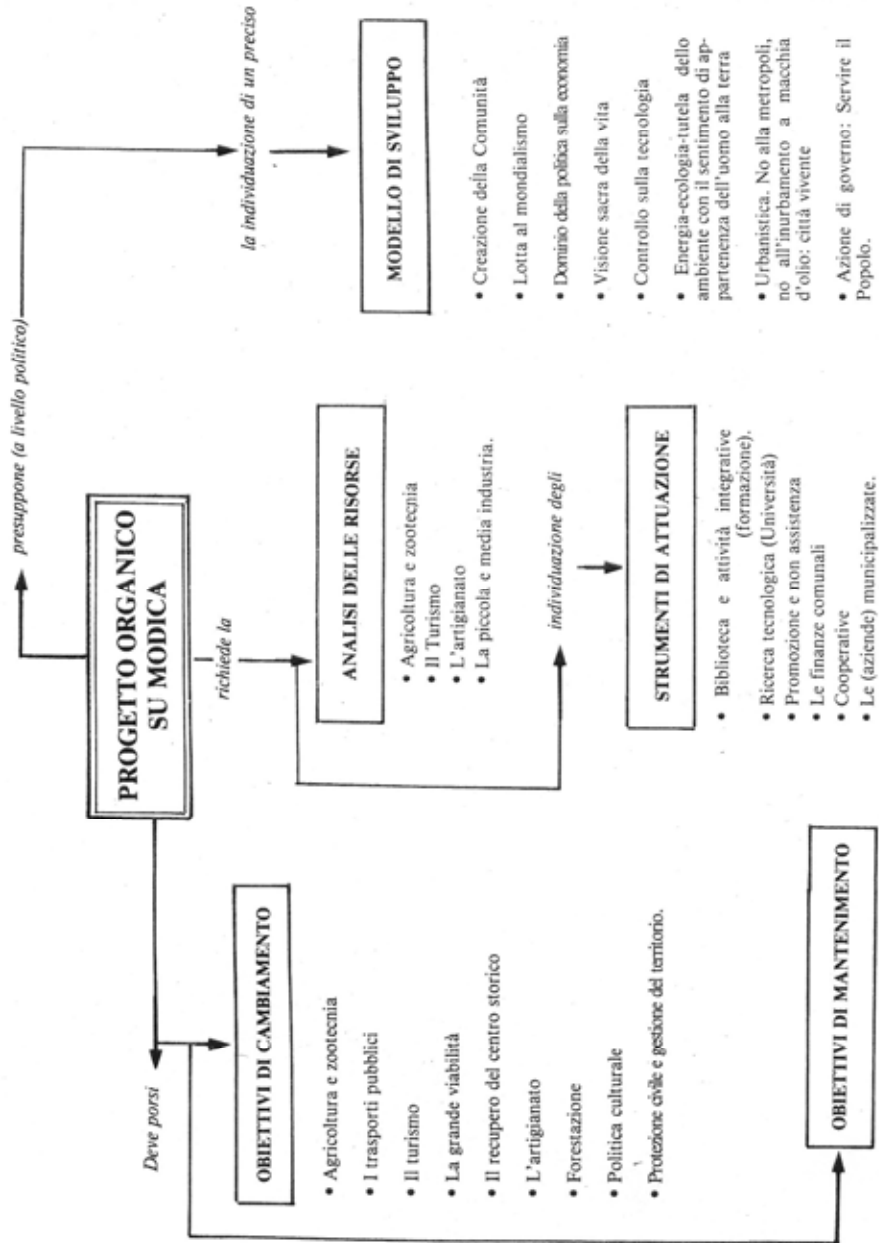 PROGETTO ORGANICO
SU MODICA
presuppone (a livello politico)
la individuazione di un preciso
MODELLO DI SVILUPPO
• Creazione della Comunità
• Lotta al mondialismo
• Dominio della politica sulla economia
• Visione sacra della vita
• Controllo sulla tecnologia
• Energia-ecologia-tutela dello
ambiente con il sentimento di ap-
partenenza dell'uomo alla terra
• Urbanistica. No alla metropoli,
no all'inurbamento a macchia
d'olio: città vivente
• Azione di governo: Servire il
Popolo.
richiede la
ANALISI DELLE RISORSE
• Agricoltura e zootecnia
• Il Turismo
• L'artigianato
• La piccola e media industria.
individuazione degli
STRUMENTI DI ATTUAZIONE
• Biblioteca e attività integrative
(formazione).
• Ricerca tecnologica (Università)
• Promozione e non assistenza
• Le finanze comunali
• Cooperative
• Le (aziende) municipalizzate.
Deve porsi
OBIETTIVI DI CAMBIAMENTO
• Agricoltura e zootecnia
• I trasporti pubblici
• Il turismo
• La grande viabilità
• Il recupero del centro storico
• L'artigianato
• Forestazione
• Politica culturale
• Protezione civile e gestione del territorio.
OBIETTIVI DI MANTENIMENTO